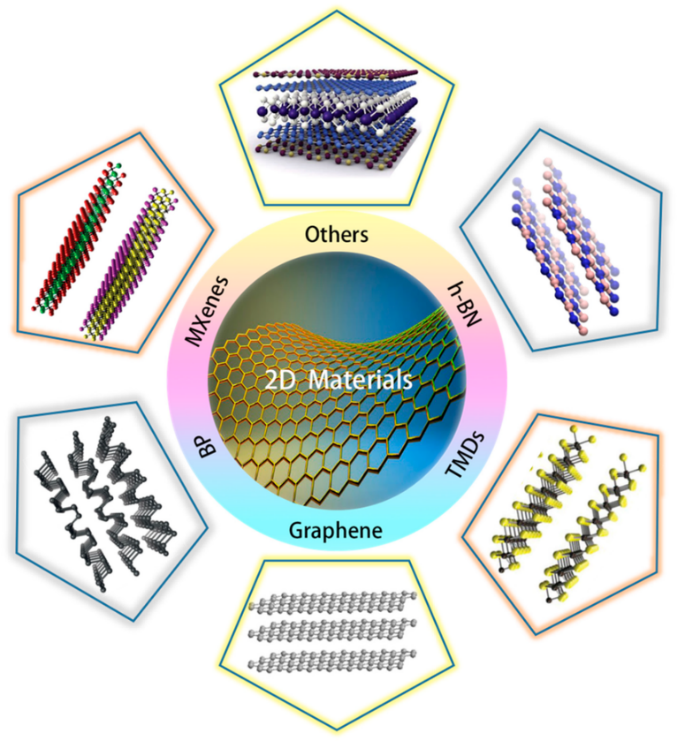 Others
MXenes
h-BN
2D Materials
BP
TMDs
Graphene